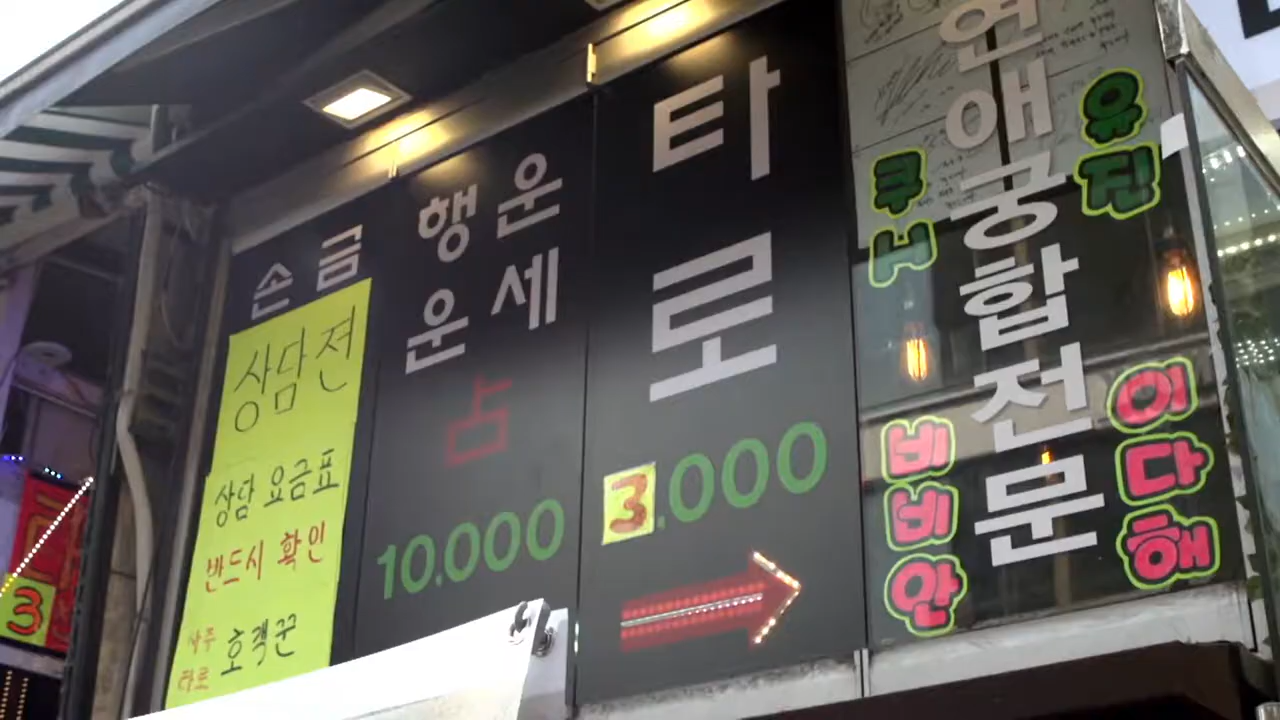 손금
상담전
상담 요금표
반드시 확인
사주
타로
호객꾼
행운
운세
占
10.000
타로
3.000
연애궁합전문
유진
쿠니
비비안
이다해
3